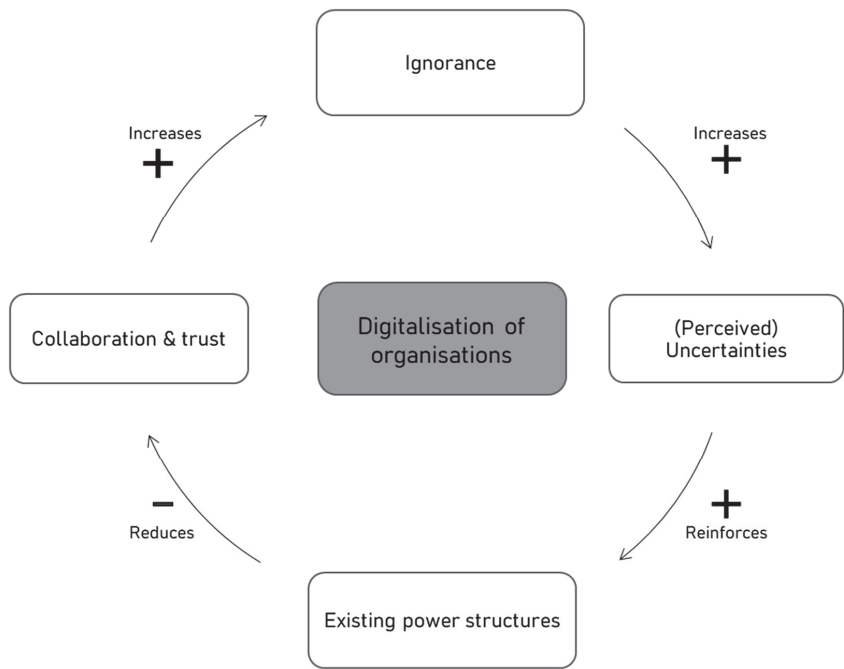 Ignorance
Increases
+
Increases
+
Collaboration & trust
Digitalisation of
organisations
(Perceived)
Uncertainties
–
Reduces
+
Reinforces
Existing power structures